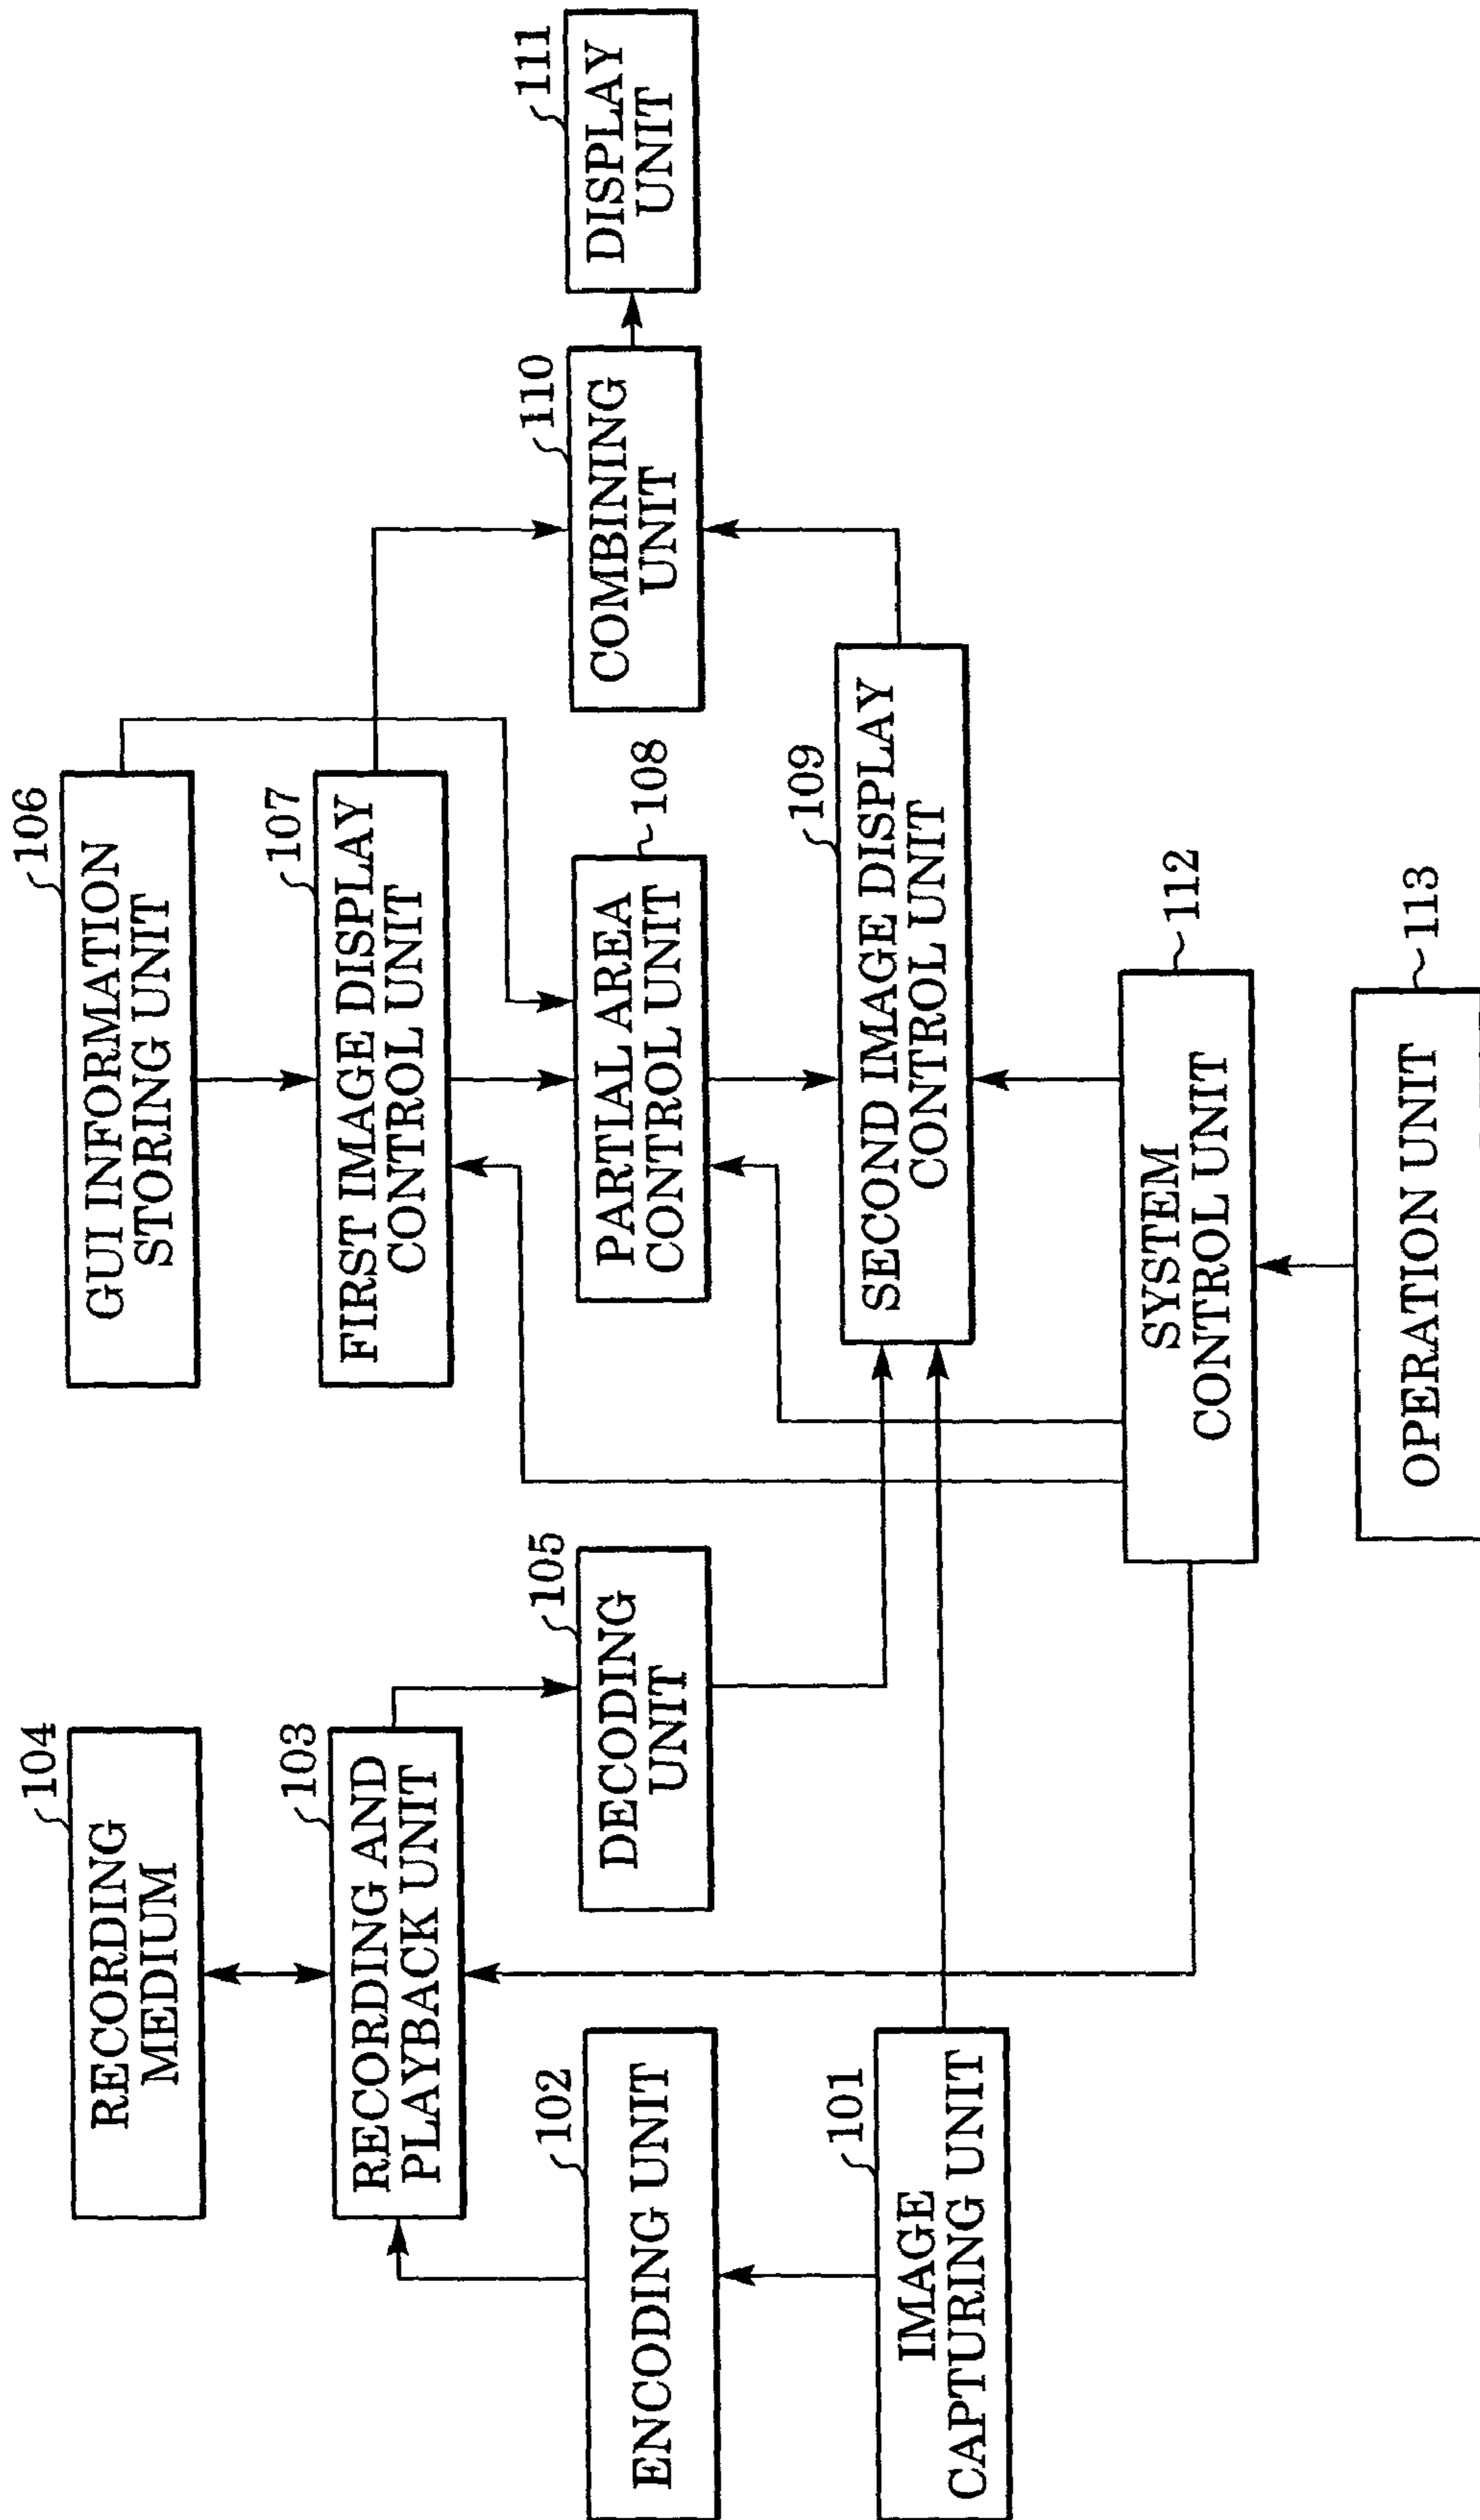 104
RECORDING
MEDIUM
103
RECORDING AND
PLAYBACK UNIT
102
ENCODING UNIT
101
IMAGE
CAPTURING UNIT
105
DECODING
UNIT
106
GUI INFORMATION
STORING UNIT
107
FIRST IMAGE DISPLAY
CONTROL UNIT
108
PARTIAL AREA
CONTROL UNIT
109
SECOND IMAGE DISPLAY
CONTROL UNIT
112
SYSTEM
CONTROL UNIT
113
OPERATION UNIT
110
COMBINING
UNIT
111
DISPLAY
UNIT